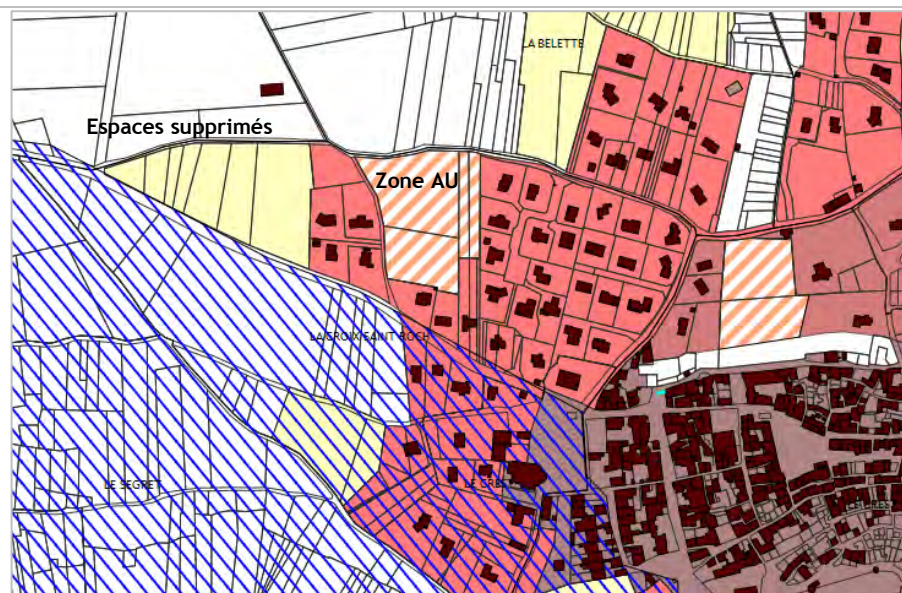 LA BELETTE
Espaces supprimés
Zone AU
LA CROIX SAINT ROCH
LE SEGRET